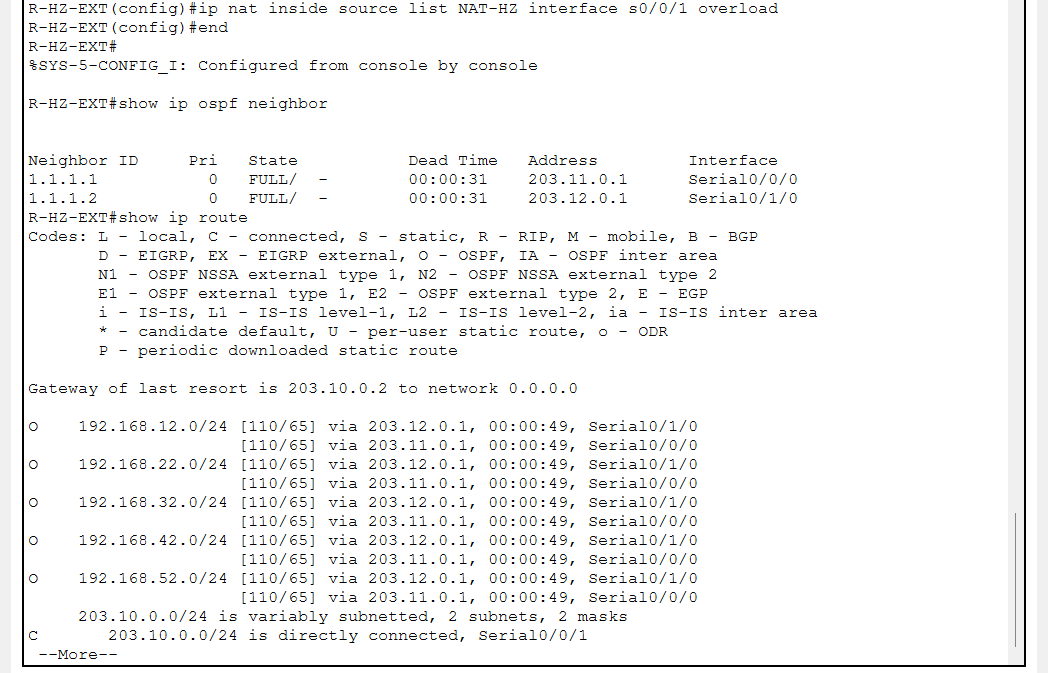 R-HZ-EXT(config)#ip nat inside source list NAT-HZ interface s0/0/1 overload
R-HZ-EXT(config)#end
R-HZ-EXT#
%SYS-5-CONFIG_I: Configured from console by console
R-HZ-EXT#show ip ospf neighbor
Neighbor ID     Pri   State           Dead Time   Address         Interface
1.1.1.1           0   FULL/  -        00:00:31    203.11.0.1      Serial0/0/0
1.1.1.2           0   FULL/  -        00:00:31    203.12.0.1      Serial0/1/0
R-HZ-EXT#show ip route
Codes: L - local, C - connected, S - static, R - RIP, M - mobile, B - BGP
       D - EIGRP, EX - EIGRP external, O - OSPF, IA - OSPF inter area
       N1 - OSPF NSSA external type 1, N2 - OSPF NSSA external type 2
       E1 - OSPF external type 1, E2 - OSPF external type 2, E - EGP
       i - IS-IS, L1 - IS-IS level-1, L2 - IS-IS level-2, ia - IS-IS inter area
       * - candidate default, U - per-user static route, o - ODR
       P - periodic downloaded static route
Gateway of last resort is 203.10.0.2 to network 0.0.0.0
O    192.168.12.0/24 [110/65] via 203.12.0.1, 00:00:49, Serial0/1/0
                     [110/65] via 203.11.0.1, 00:00:49, Serial0/0/0
O    192.168.22.0/24 [110/65] via 203.12.0.1, 00:00:49, Serial0/1/0
                     [110/65] via 203.11.0.1, 00:00:49, Serial0/0/0
O    192.168.32.0/24 [110/65] via 203.12.0.1, 00:00:49, Serial0/1/0
                     [110/65] via 203.11.0.1, 00:00:49, Serial0/0/0
O    192.168.42.0/24 [110/65] via 203.12.0.1, 00:00:49, Serial0/1/0
                     [110/65] via 203.11.0.1, 00:00:49, Serial0/0/0
O    192.168.52.0/24 [110/65] via 203.12.0.1, 00:00:49, Serial0/1/0
                     [110/65] via 203.11.0.1, 00:00:49, Serial0/0/0
     203.10.0.0/24 is variably subnetted, 2 subnets, 2 masks
C       203.10.0.0/24 is directly connected, Serial0/0/1
 --More--